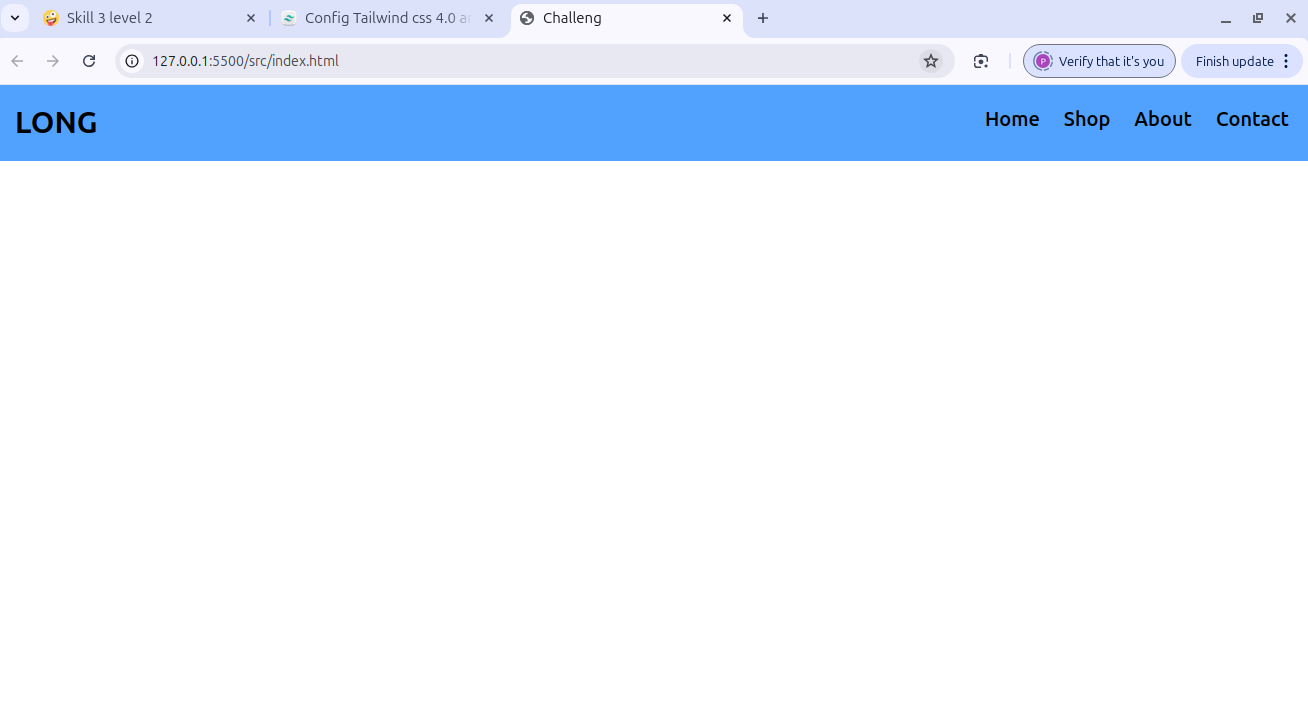 Skill 3 level 2
Config Tailwind css 4.0 a
Challeng
127.0.0.1:5500/src/index.html
P
Verify that it's you
Finish update
LONG
Home Shop About Contact